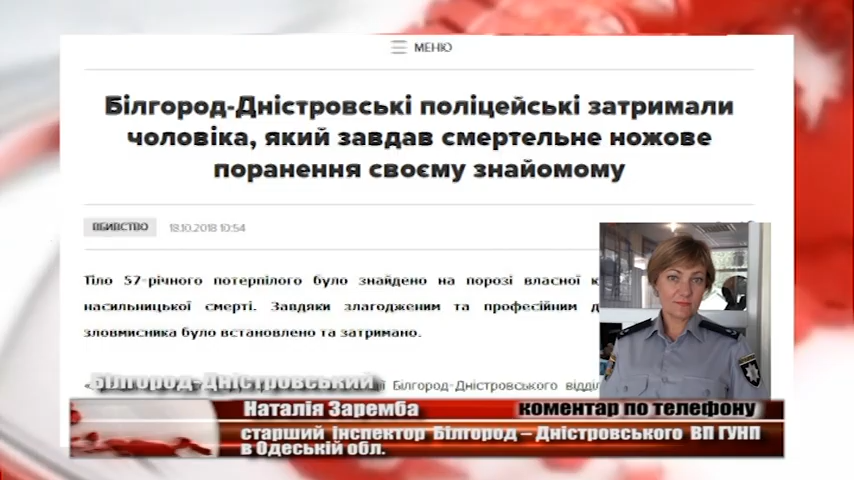 МЕНЮ
Білгород-Дністровські поліцейські затримали
чоловіка, який завдав смертельне ножове
поранення своєму знайомому
ВБИВСТВО 18.10.2018 10:54
Тіло 57-річного потерпілого було знайдено на порозі власної к
насильницької смерті. Завдяки злагодженим та професійним д
зловмисника було встановлено та затримано.
Білгород-Дністровського відділ
Білгород-Дністровський
Наталія Заремба коментар по телефону
старший інспектор Білгород – Дністровського ВП ГУНП
в Одеській обл.